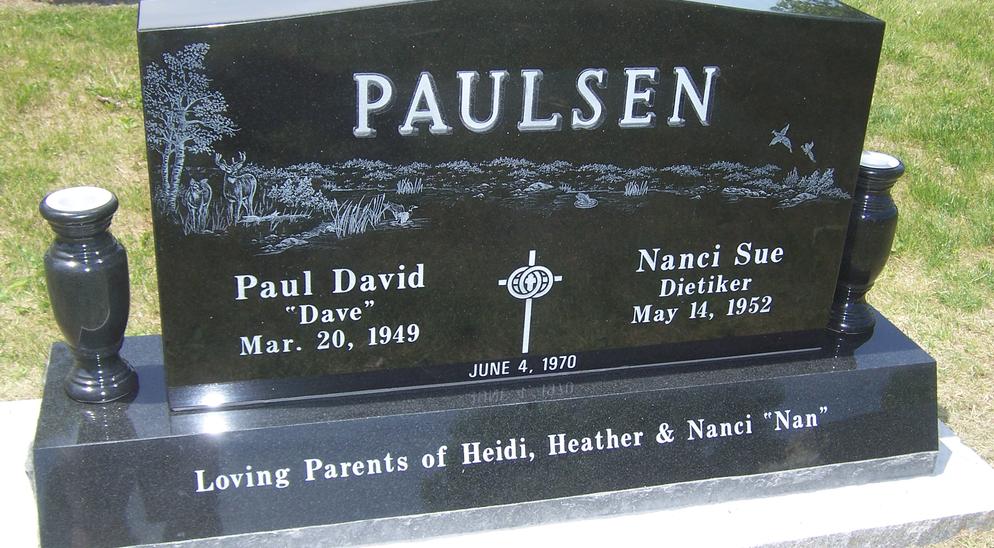 PAULSEN
Paul David
"Dave"
Mar. 20, 1949
Nanci Sue
Dietiker
May 14, 1952
JUNE 4, 1970
Loving Parents of Heidi, Heather & Nanci "Nan"